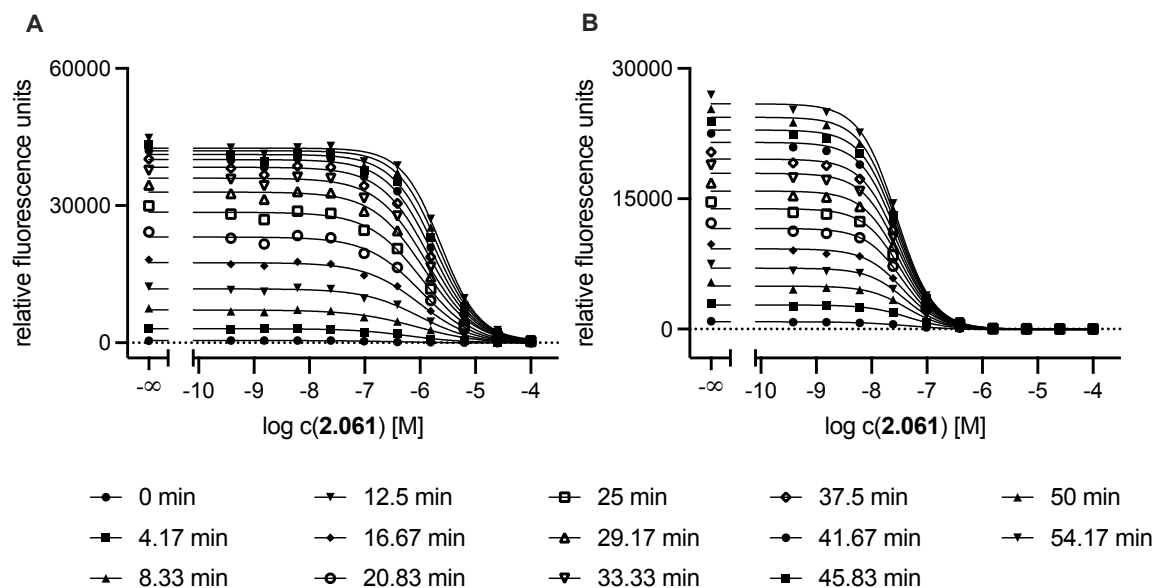 A
B
relative fluorescence units
60000
30000
0
-∞
-10
-9
-8
-7
-6
-5
-4
log c(2.061) [M]
relative fluorescence units
30000
15000
0
-∞
-10
-9
-8
-7
-6
-5
-4
log c(2.061) [M]
0 min
12.5 min
25 min
37.5 min
50 min
4.17 min
16.67 min
29.17 min
41.67 min
54.17 min
8.33 min
20.83 min
33.33 min
45.83 min